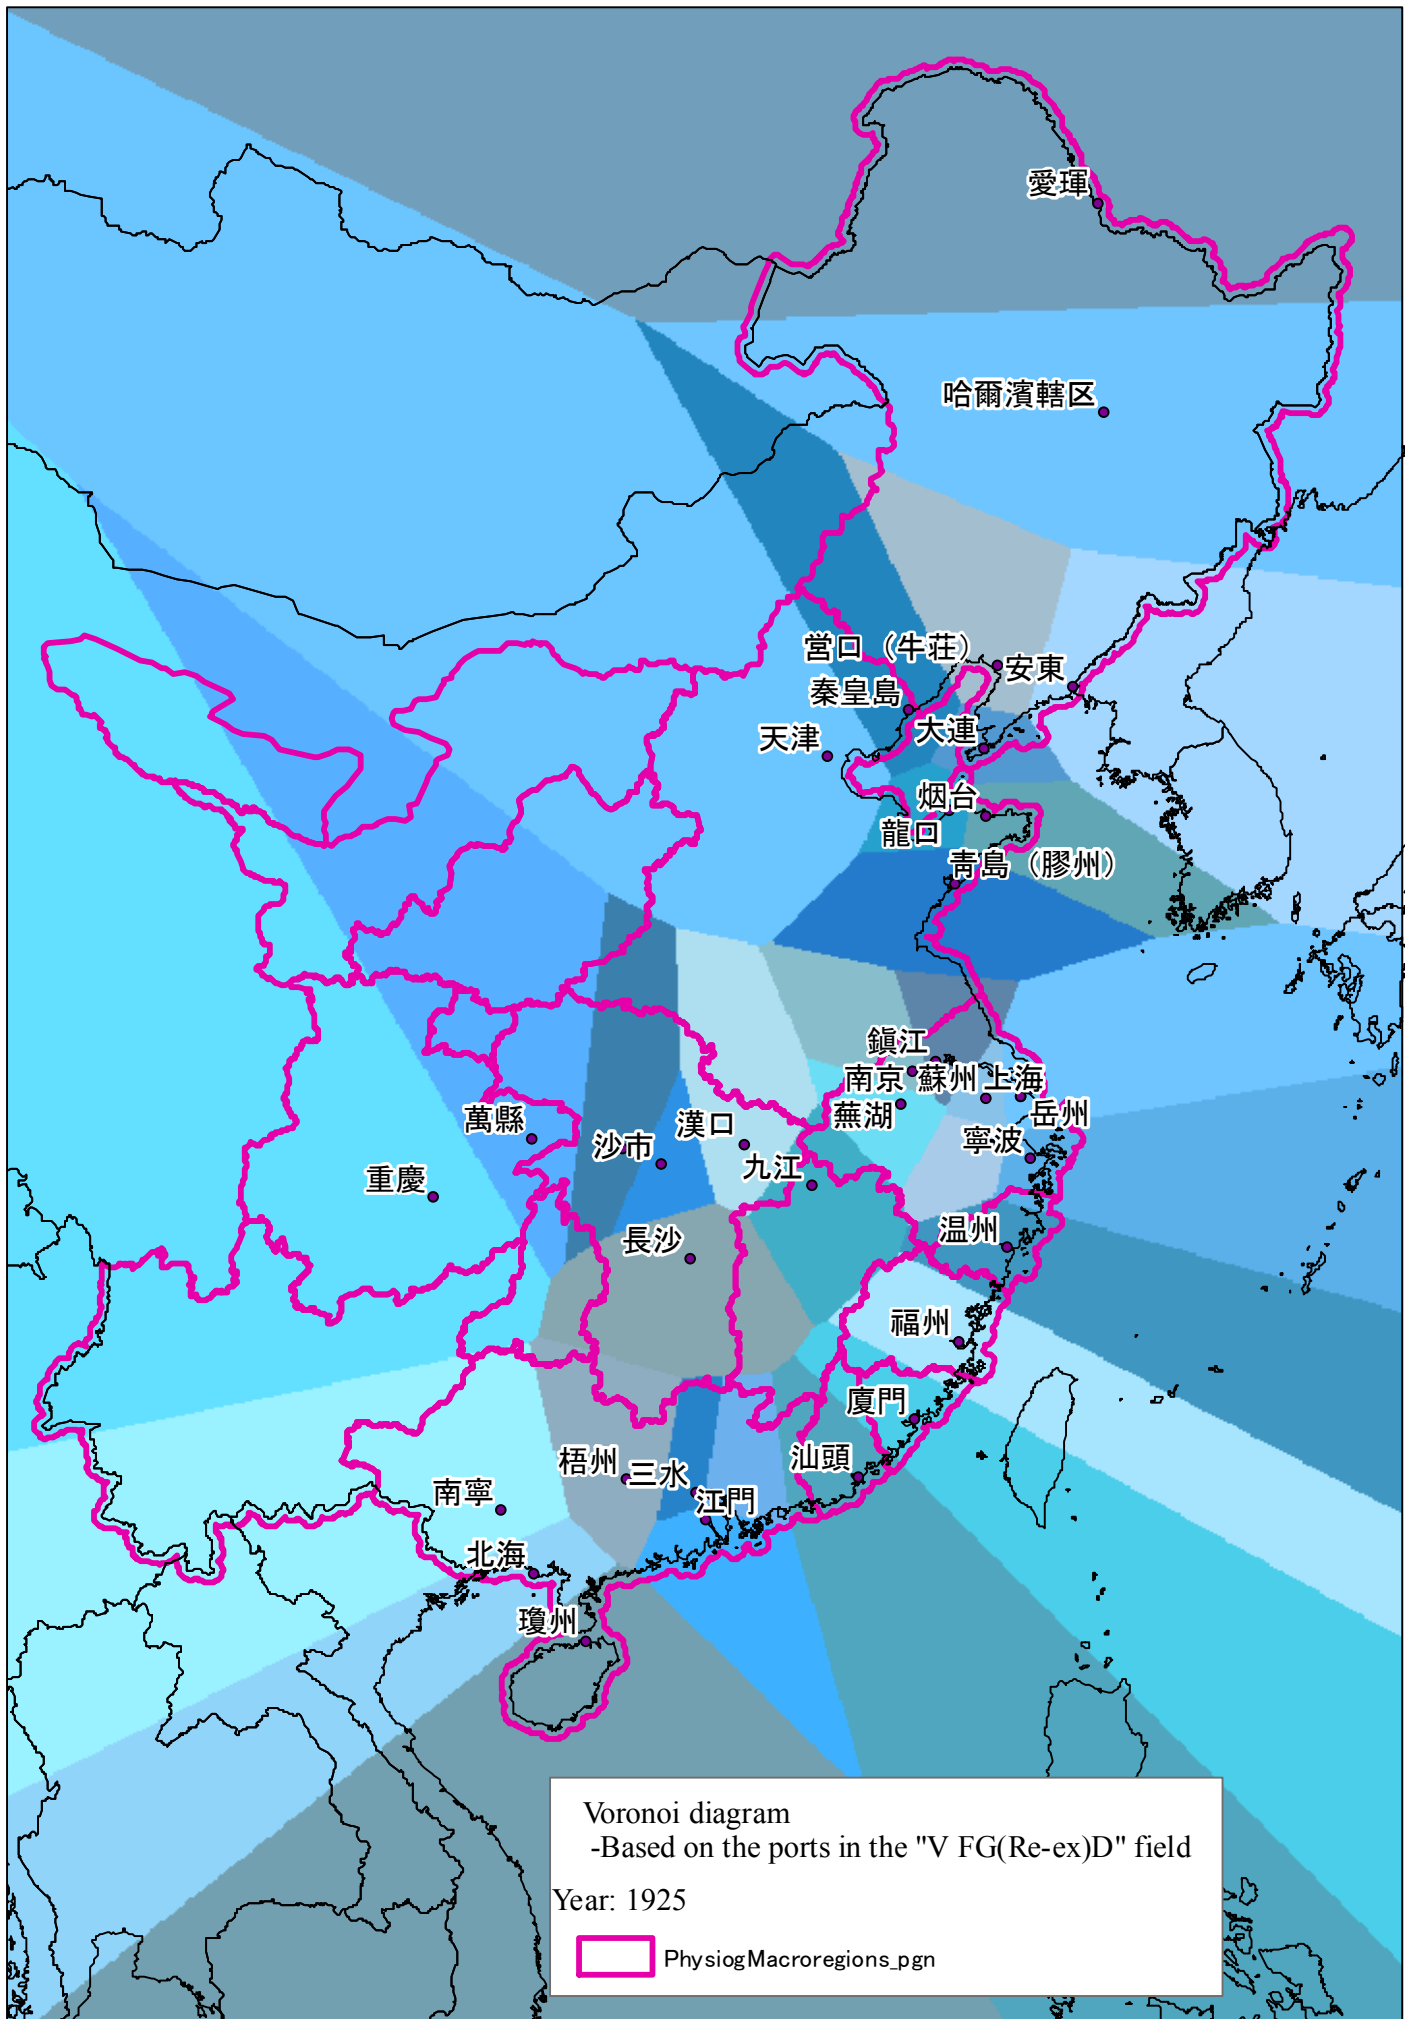 愛琿
哈爾濱轄区
営口（牛荘）
安東
秦皇島
大連
天津
烟台
龍口
青島（膠州）
鎮江
南京
蘇州
上海
蕪湖
岳州
萬縣
沙市
漢口
寧波
九江
重慶
長沙
温州
福州
廈門
梧州
三水
汕頭
南寧
江門
北海
瓊州
Voronoi diagram
-Based on the ports in the "V FG(Re-ex)D" field
Year: 1925
PhysiogMacroregions_pgn